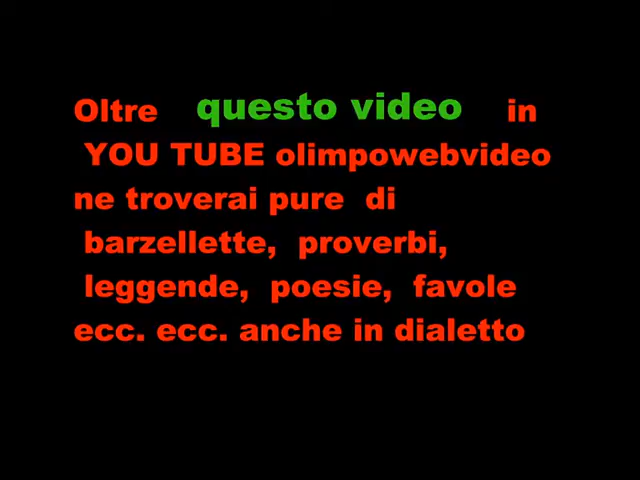 Oltre questo video in
YOU TUBE olimpowebvideo
ne troverai pure di
barzellette, proverbi,
leggende, poesie, favole
ecc. ecc. anche in dialetto